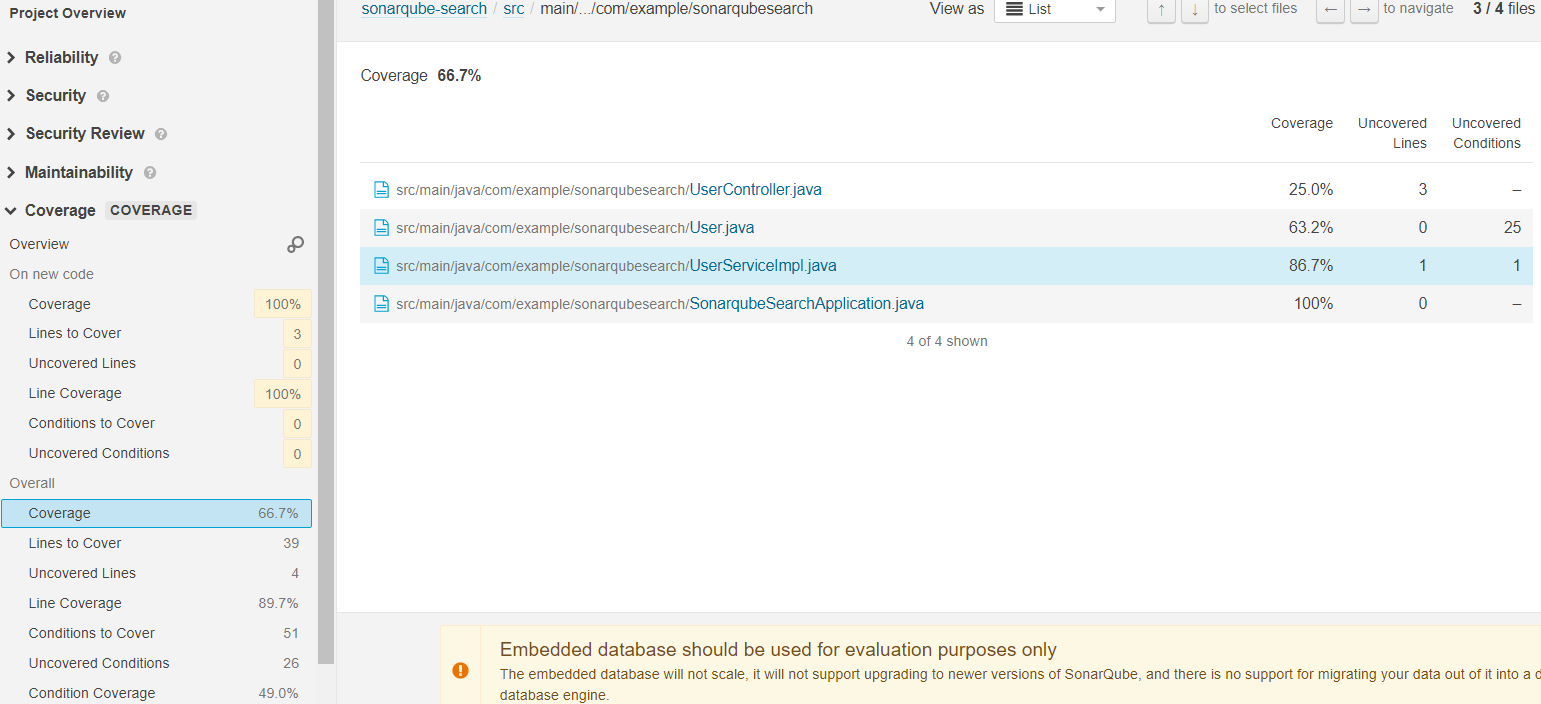 Project Overview
Reliability ?
Security ?
Security Review ?
Maintainability ?
Coverage COVERAGE
Overview
On new code
Coverage 100%
Lines to Cover 3
Uncovered Lines 0
Line Coverage 100%
Conditions to Cover 0
Uncovered Conditions 0
Overall
Coverage 66.7%
Lines to Cover 39
Uncovered Lines 4
Line Coverage 89.7%
Conditions to Cover 51
Uncovered Conditions 26
Condition Coverage 49.0%
sonarqube-search / src / main/.../com/example/sonarqubesearch View as List ↑ ↓ to select files ← → to navigate 3 / 4 files
Coverage 66.7%
Coverage Uncovered Lines Uncovered Conditions
src/main/java/com/example/sonarqubesearch/UserController.java 25.0% 3 –
src/main/java/com/example/sonarqubesearch/User.java 63.2% 0 25
src/main/java/com/example/sonarqubesearch/UserServiceImpl.java 86.7% 1 1
src/main/java/com/example/sonarqubesearch/SonarqubeSearchApplication.java 100% 0 –
4 of 4 shown
Embedded database should be used for evaluation purposes only
The embedded database will not scale, it will not support upgrading to newer versions of SonarQube, and there is no support for migrating your data out of it into a
database engine.